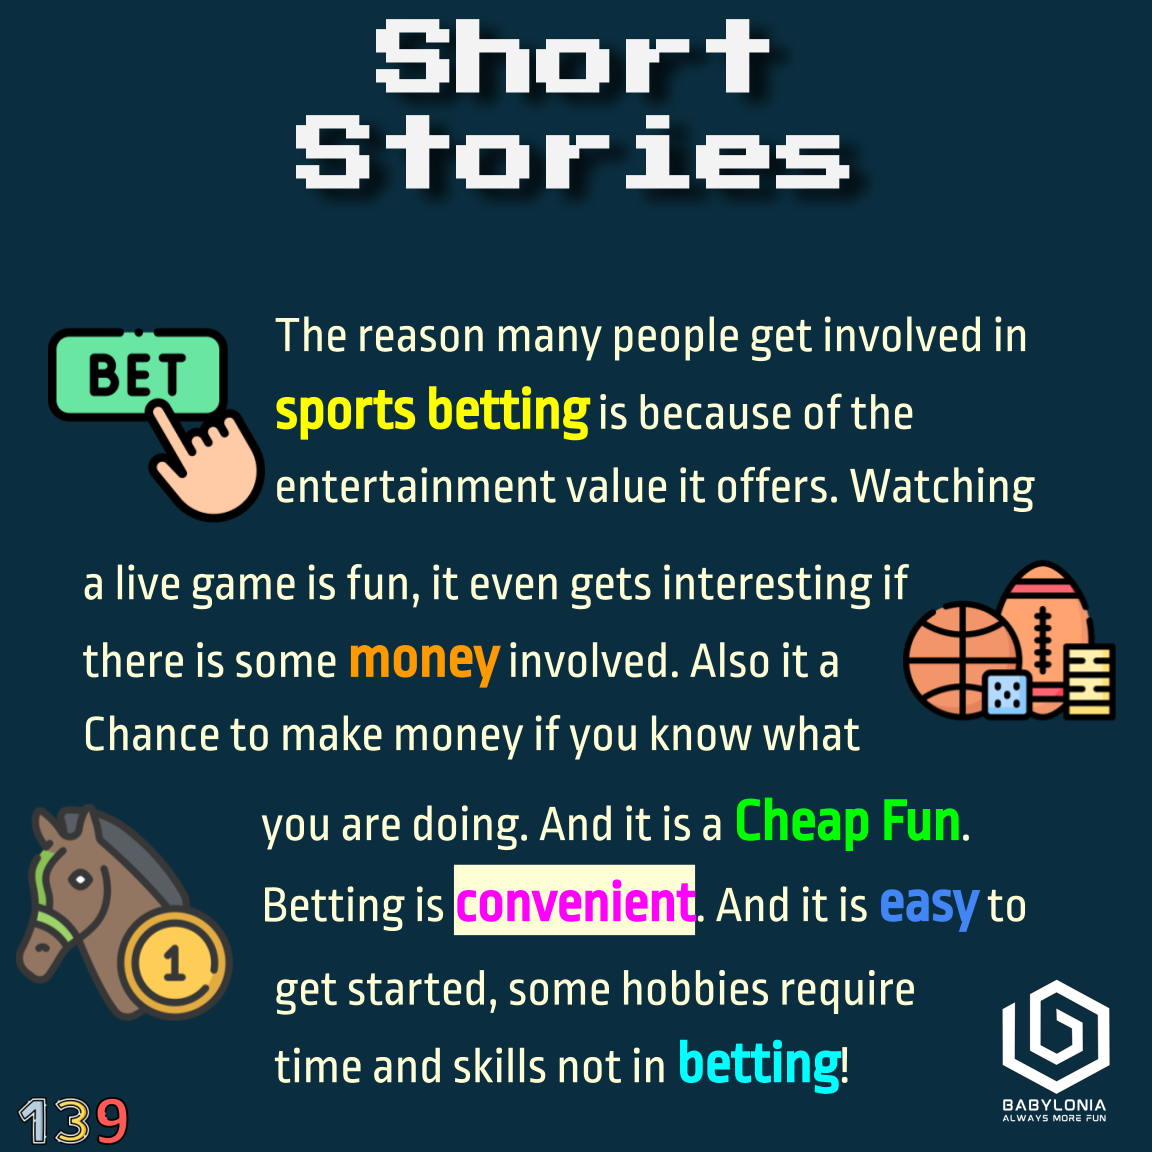 Short
Stories
BET
The reason many people get involved in
sports betting is because of the
entertainment value it offers. Watching
a live game is fun, it even gets interesting if
there is some money involved. Also it a
Chance to make money if you know what
you are doing. And it is a Cheap Fun.
Betting is convenient. And it is easy to
get started, some hobbies require
time and skills not in betting!
1
BABYLONIA
ALWAYS MORE FUN
139